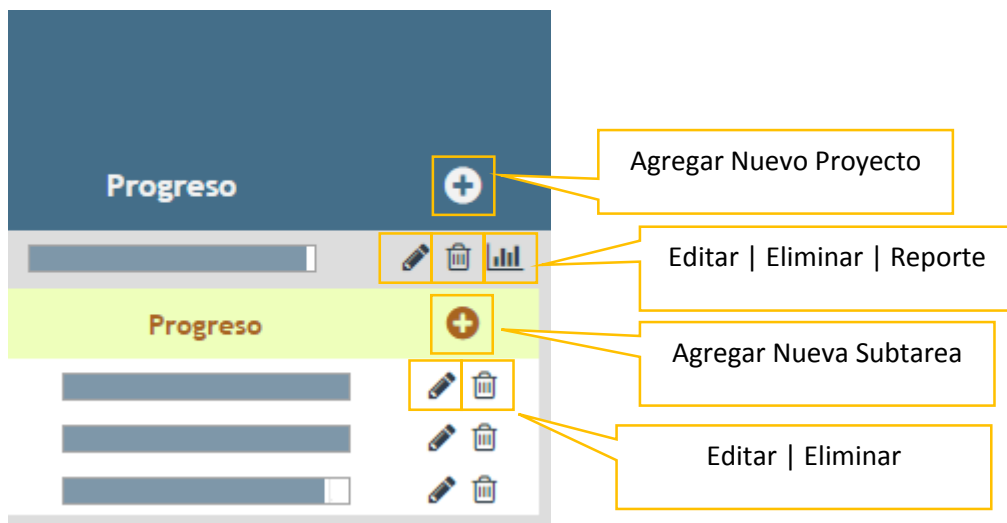 Agregar Nuevo Proyecto
Progreso
Editar | Eliminar | Reporte
Progreso
Agregar Nueva Subtarea
Editar | Eliminar